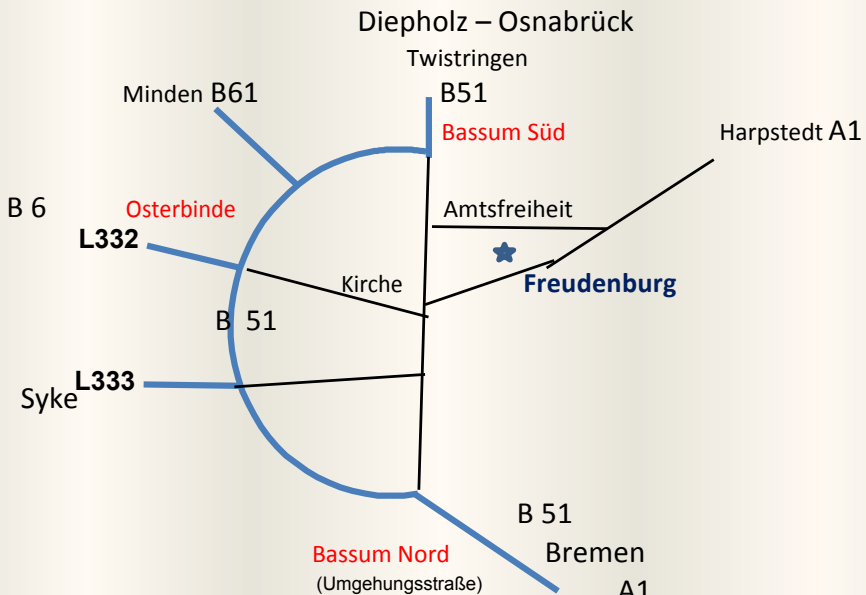 Diepholz – Osnabrück
Twistringen
B51
Minden B61
Bassum Süd
Harpstedt A1
B 6
Osterbinde
Amtsfreiheit
L332
Kirche
Freudenburg
B 51
L333
Syke
B 51
Bassum Nord
Bremen
(Umgehungsstraße)
A1